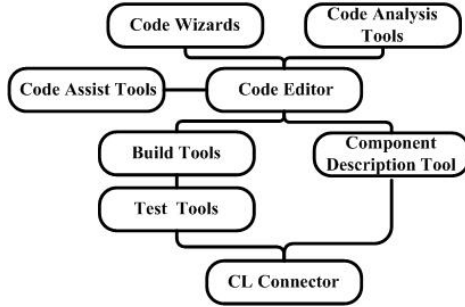 Code Wizards
Code Analysis
Tools
Code Assist Tools
Code Editor
Build Tools
Component
Description Tool
Test Tools
CL Connector